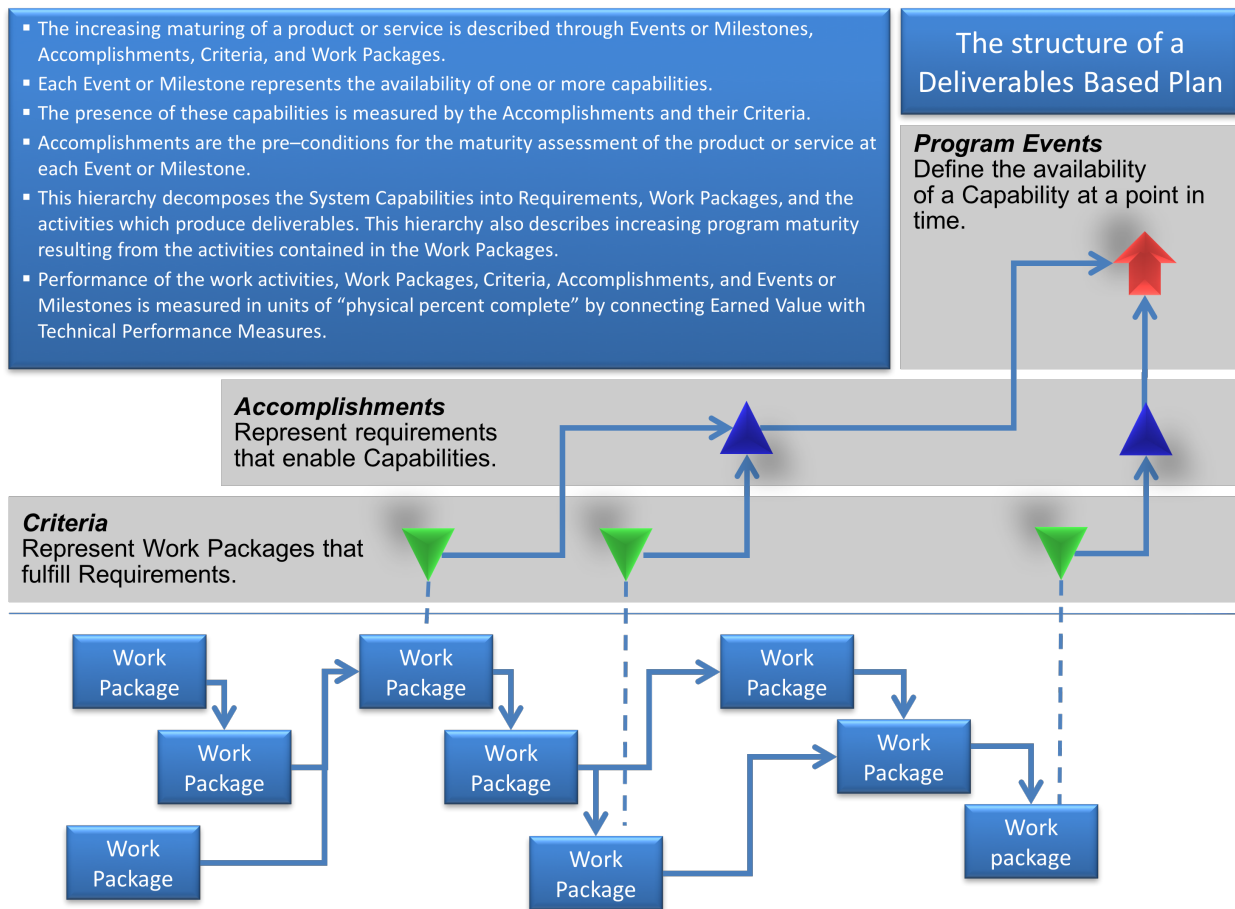 ▪ The increasing maturing of a product or service is described through Events or Milestones,
Accomplishments, Criteria, and Work Packages.
▪ Each Event or Milestone represents the availability of one or more capabilities.
▪ The presence of these capabilities is measured by the Accomplishments and their Criteria.
▪ Accomplishments are the pre–conditions for the maturity assessment of the product or service at
each Event or Milestone.
▪ This hierarchy decomposes the System Capabilities into Requirements, Work Packages, and the
activities which produce deliverables. This hierarchy also describes increasing program maturity
resulting from the activities contained in the Work Packages.
▪ Performance of the work activities, Work Packages, Criteria, Accomplishments, and Events or
Milestones is measured in units of “physical percent complete” by connecting Earned Value with
Technical Performance Measures.
The structure of a
Deliverables Based Plan
Program Events
Define the availability
of a Capability at a point in
time.
Accomplishments
Represent requirements
that enable Capabilities.
Criteria
Represent Work Packages that
fulfill Requirements.
Work
Package
Work
Package
Work
Package
Work
Package
Work
Package
Work
Package
Work
Package
Work
Package
Work
package